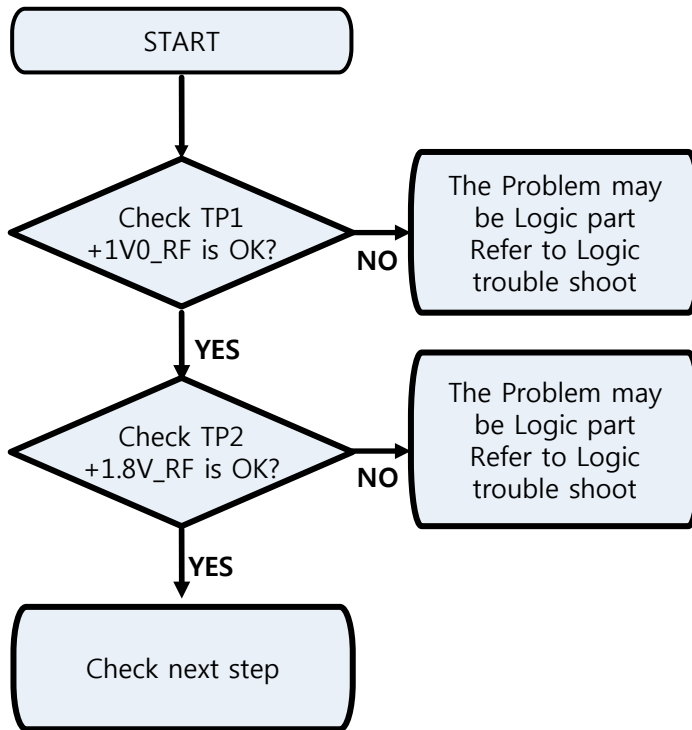 START
Check TP1
+1V0_RF is OK?
NO
The Problem may
be Logic part
Refer to Logic
trouble shoot
YES
Check TP2
+1.8V_RF is OK?
NO
The Problem may
be Logic part
Refer to Logic
trouble shoot
YES
Check next step